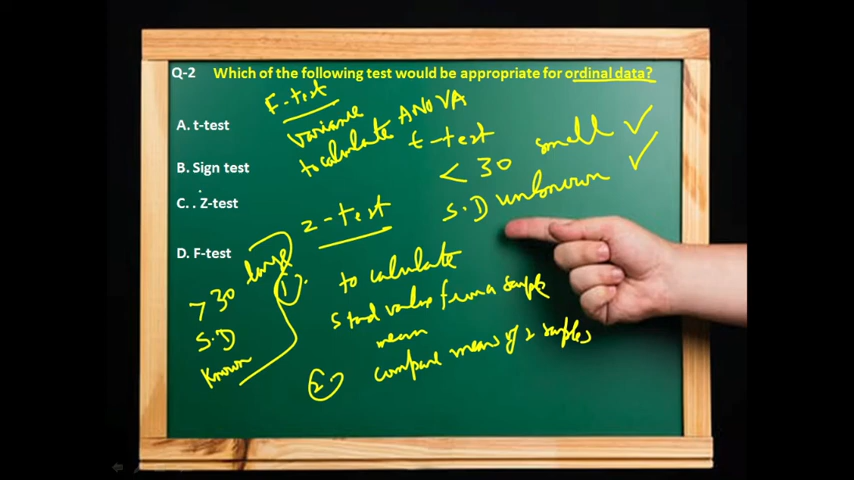 Q-2 Which of the following test would be appropriate for ordinal data?
A. t-test
B. Sign test
C. . Z-test
D. F-test
F-test
variance
to calculate ANOVA
t-test
< 30 small ✓
S.D unknown ✓
z-test
> 30 large
S.D
known
1. to calculate
stand value from a sample
mean
2. compare mean of 2 samples